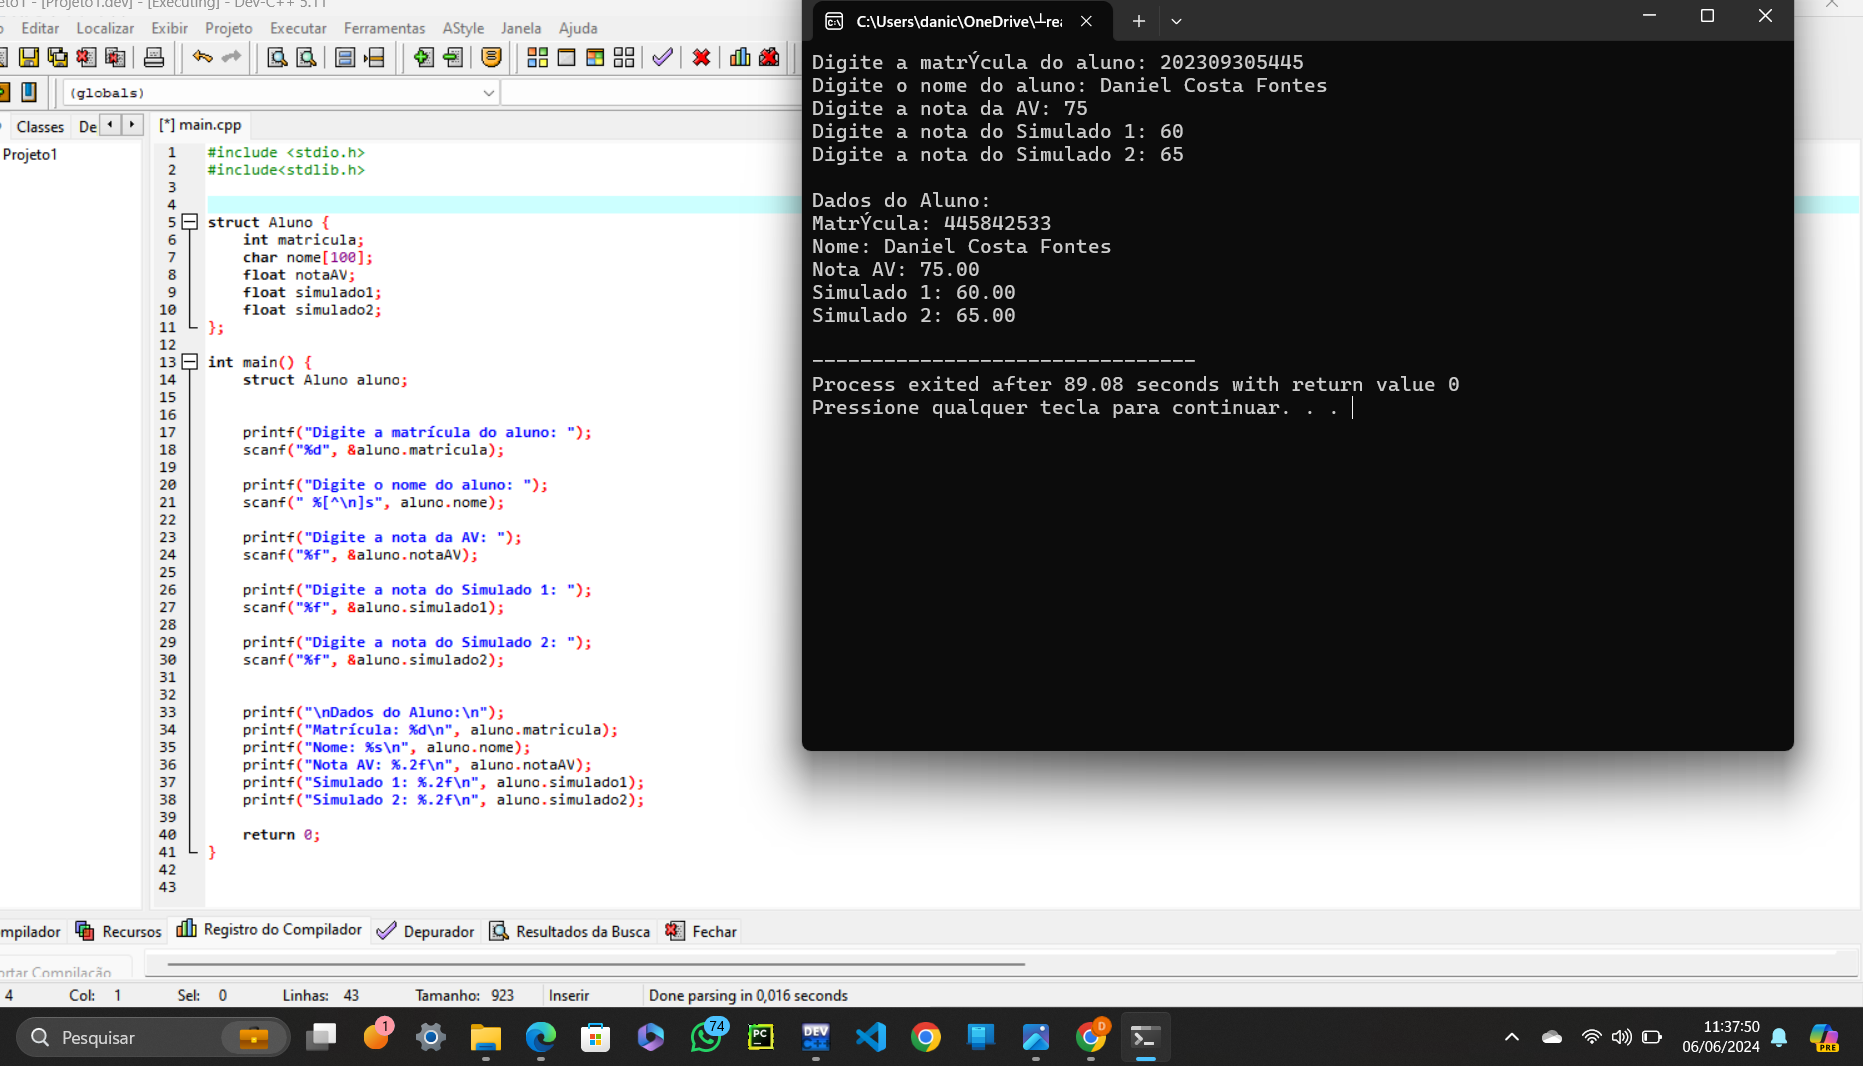 eto1 - [Projeto1.dev] - [Executing] - Dev-C++ 5.11
Editar Localizar Exibir Projeto Executar Ferramentas AStyle Janela Ajuda
(globals)
Classes De
[*] main.cpp
Projeto1
1 #include <stdio.h>
2 #include<stdlib.h>
3
4
5 struct Aluno {
6 int matricula;
7 char nome[100];
8 float notaAV;
9 float simulado1;
10 float simulado2;
11 };
12
13 int main() {
14 struct Aluno aluno;
15
16
17 printf("Digite a matrícula do aluno: ");
18 scanf("%d", &aluno.matricula);
19
20 printf("Digite o nome do aluno: ");
21 scanf(" %[^\n]s", aluno.nome);
22
23 printf("Digite a nota da AV: ");
24 scanf("%f", &aluno.notaAV);
25
26 printf("Digite a nota do Simulado 1: ");
27 scanf("%f", &aluno.simulado1);
28
29 printf("Digite a nota do Simulado 2: ");
30 scanf("%f", &aluno.simulado2);
31
32
33 printf("\nDados do Aluno:\n");
34 printf("Matrícula: %d\n", aluno.matricula);
35 printf("Nome: %s\n", aluno.nome);
36 printf("Nota AV: %.2f\n", aluno.notaAV);
37 printf("Simulado 1: %.2f\n", aluno.simulado1);
38 printf("Simulado 2: %.2f\n", aluno.simulado2);
39
40 return 0;
41 }
42
43
C:\Users\danic\OneDrive\┴rea
Digite a matrÝcula do aluno: 202309305445
Digite o nome do aluno: Daniel Costa Fontes
Digite a nota da AV: 75
Digite a nota do Simulado 1: 60
Digite a nota do Simulado 2: 65
Dados do Aluno:
MatrÝcula: 445842533
Nome: Daniel Costa Fontes
Nota AV: 75.00
Simulado 1: 60.00
Simulado 2: 65.00
--------------------------------
Process exited after 89.08 seconds with return value 0
Pressione qualquer tecla para continuar. . .
mpilador Recursos Registro do Compilador Depurador Resultados da Busca Fechar
ortar Compilação
4 Col: 1 Sel: 0 Linhas: 43 Tamanho: 923 Inserir Done parsing in 0,016 seconds
Pesquisar
1
74
PC
DEV C++
D
PRE
11:37:50
06/06/2024